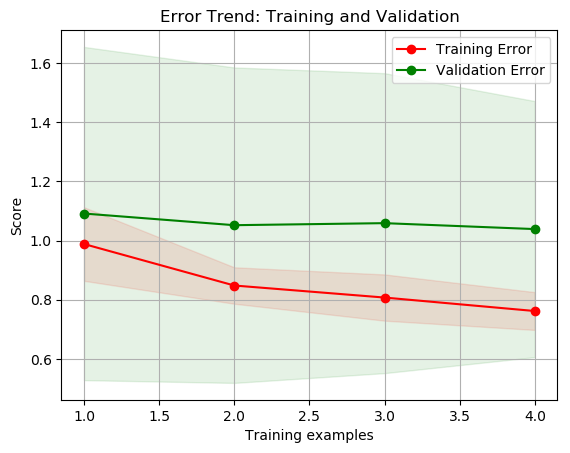 Error Trend: Training and Validation
Training Error
Validation Error
Score
1.6
1.4
1.2
1.0
0.8
0.6
1.0 1.5 2.0 2.5 3.0 3.5 4.0
Training examples